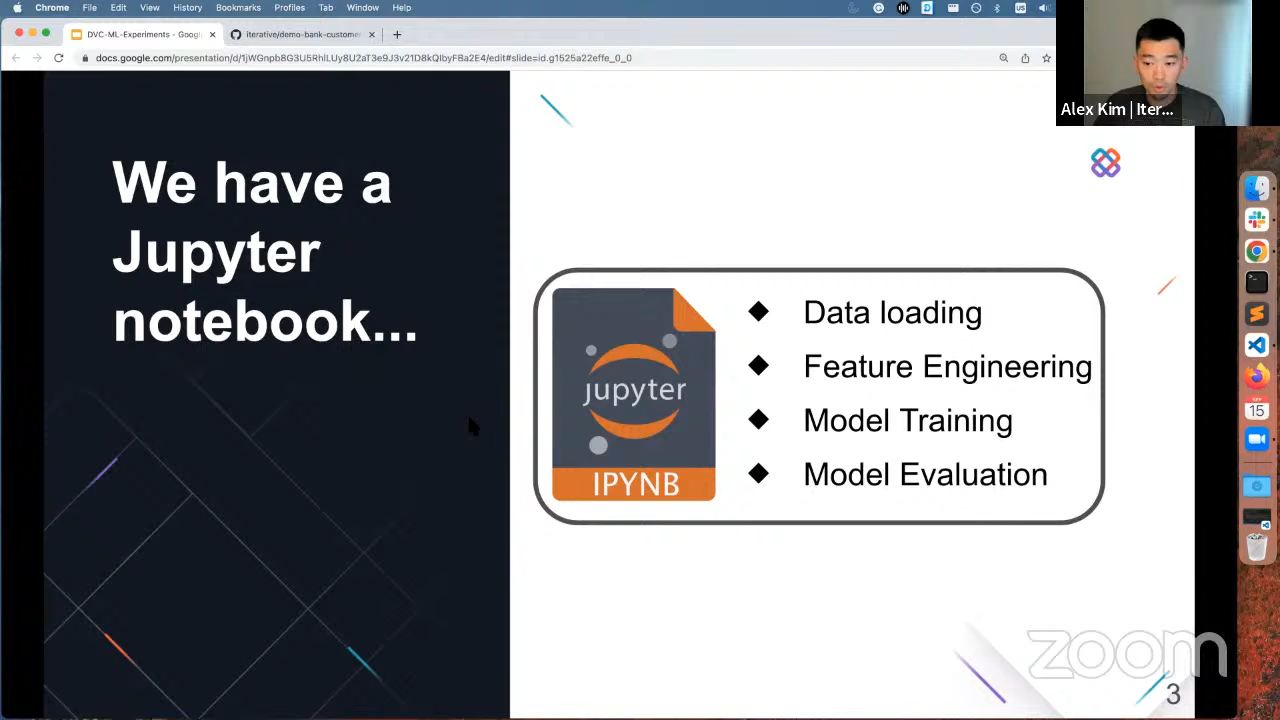 Chrome File Edit View History Bookmarks Profiles Tab Window Help
DVC-ML-Experiments - Googl
iterative/demo-bank-customer
docs.google.com/presentation/d/1jWGnpb8G3U5RhlLUy8U2aT3e9J3v21D8kQIbyFBa2E4/edit#slide=id.g1525a22effe_0_0
Alex Kim | Iter...
We have a
Jupyter
notebook...
jupyter
IPYNB
Data loading
Feature Engineering
Model Training
Model Evaluation
15
zoom
3